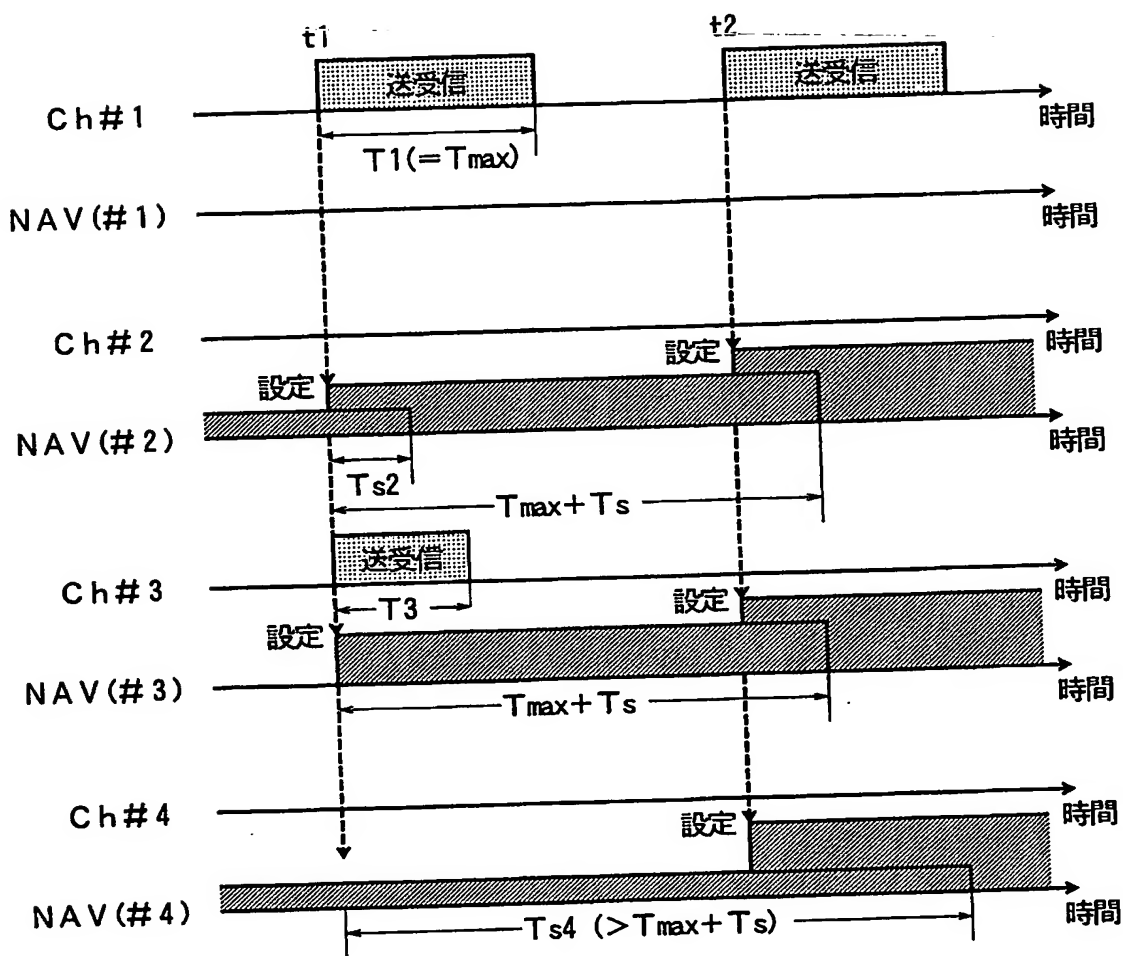 t1
t2
送受信
送受信
Ch#1
時間
T1(=Tmax)
NAV(#1)
時間
Ch#2
時間
設定
設定
NAV(#2)
時間
Ts2
Tmax+Ts
送受信
Ch#3
時間
T3
設定
設定
NAV(#3)
時間
Tmax+Ts
Ch#4
時間
設定
NAV(#4)
時間
Ts4 (>Tmax+Ts)